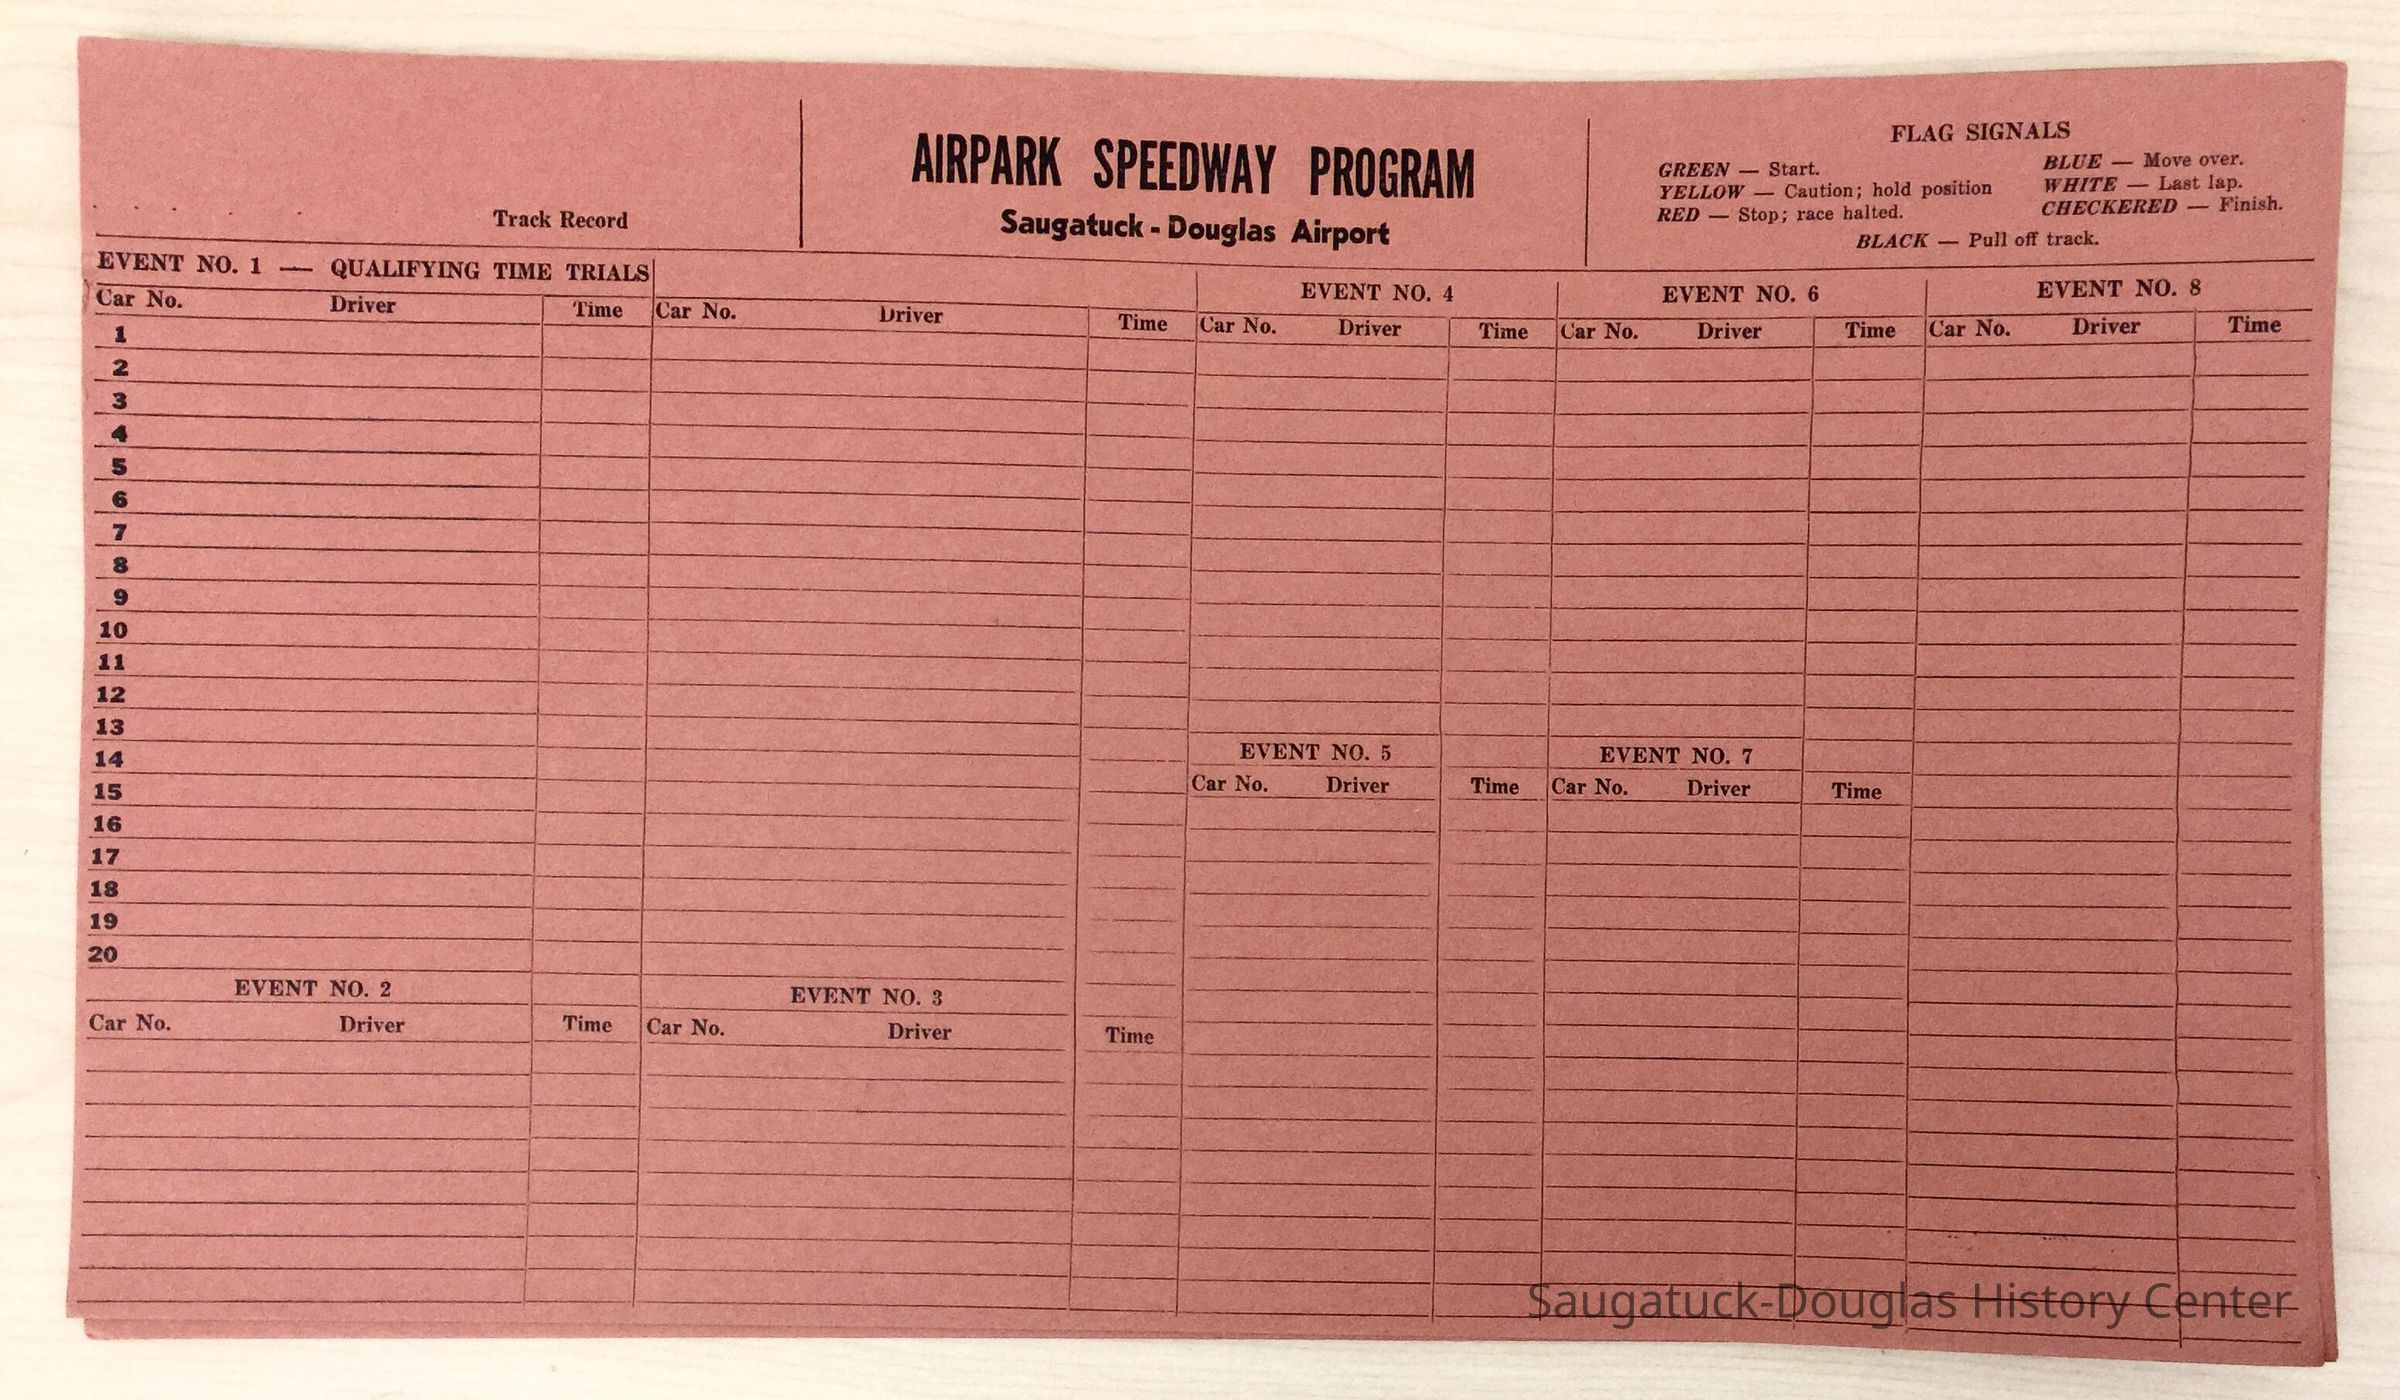 AIRPARK SPEEDWAY PROGRAM
Saugatuck - Douglas Airport
Track Record
FLAG SIGNALS
GREEN — Start.
YELLOW — Caution; hold position
RED — Stop; race halted.
BLUE — Move over.
WHITE — Last lap.
CHECKERED — Finish.
BLACK — Pull off track.
EVENT NO. 1 — QUALIFYING TIME TRIALS
Car No. Driver Time Car No. Driver Time
1
2
3
4
5
6
7
8
9
10
11
12
13
14
15
16
17
18
19
20
EVENT NO. 2
Car No. Driver Time
EVENT NO. 3
Car No. Driver Time
EVENT NO. 4
Car No. Driver Time
EVENT NO. 5
Car No. Driver Time
EVENT NO. 6
Car No. Driver Time
EVENT NO. 7
Car No. Driver Time
EVENT NO. 8
Car No. Driver Time
Saugatuck-Douglas History Center